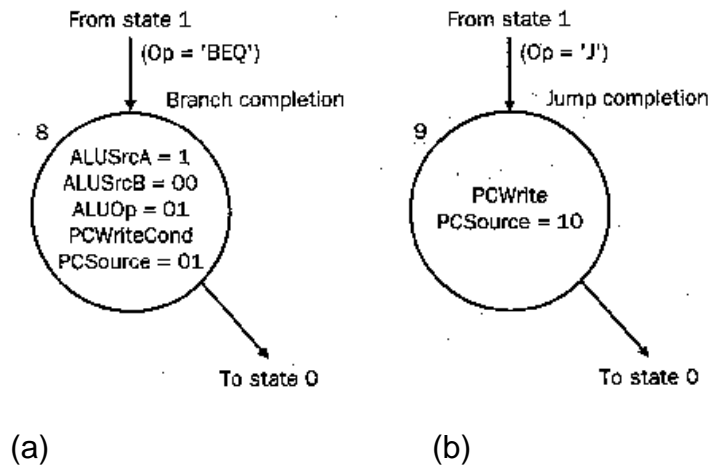 From state 1
(Op = 'BEQ')
Branch completion
8
ALUSrcA = 1
ALUSrcB = 00
ALUOp = 01
PCWriteCond
PCSource = 01
To state 0
(a)
From state 1
(Op = 'J')
Jump completion
9
PCWrite
PCSource = 10
To state 0
(b)